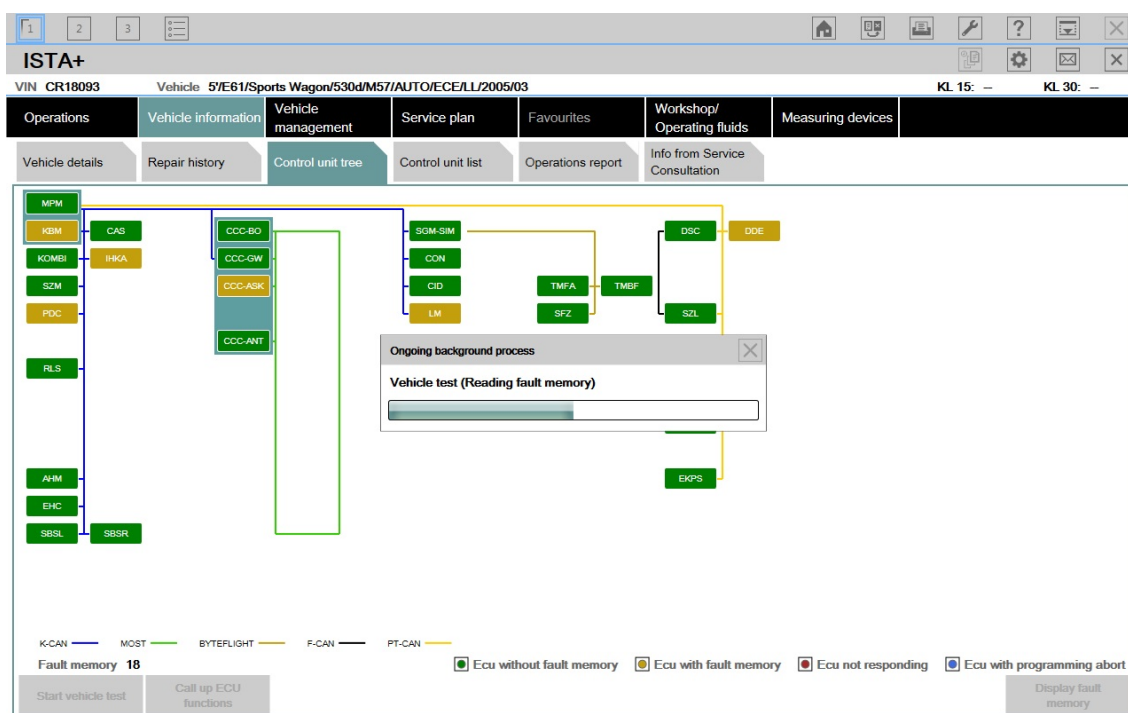 1 2 3
ISTA+
VIN CR18093 Vehicle 5'/E61/Sports Wagon/530d/M57/AUTO/ECE/LL/2005/03 KL 15: – KL 30: –
Operations Vehicle information Vehicle management Service plan Favourites Workshop/ Operating fluids Measuring devices
Vehicle details Repair history Control unit tree Control unit list Operations report Info from Service Consultation
MPM
KBM CAS CCC-BO SGM-SIM DSC DDE
KOMBI IHKA CCC-GW CON
SZM CCC-ASK CID TMFA TMBF
PDC LM SFZ SZL
CCC-ANT
Ongoing background process
RLS
Vehicle test (Reading fault memory)
AHM EKPS
EHC
SBSL SBSR
K-CAN MOST BYTEFLIGHT F-CAN PT-CAN
Fault memory 18 Ecu without fault memory Ecu with fault memory Ecu not responding Ecu with programming abort
Start vehicle test Call up ECU functions Display fault memory